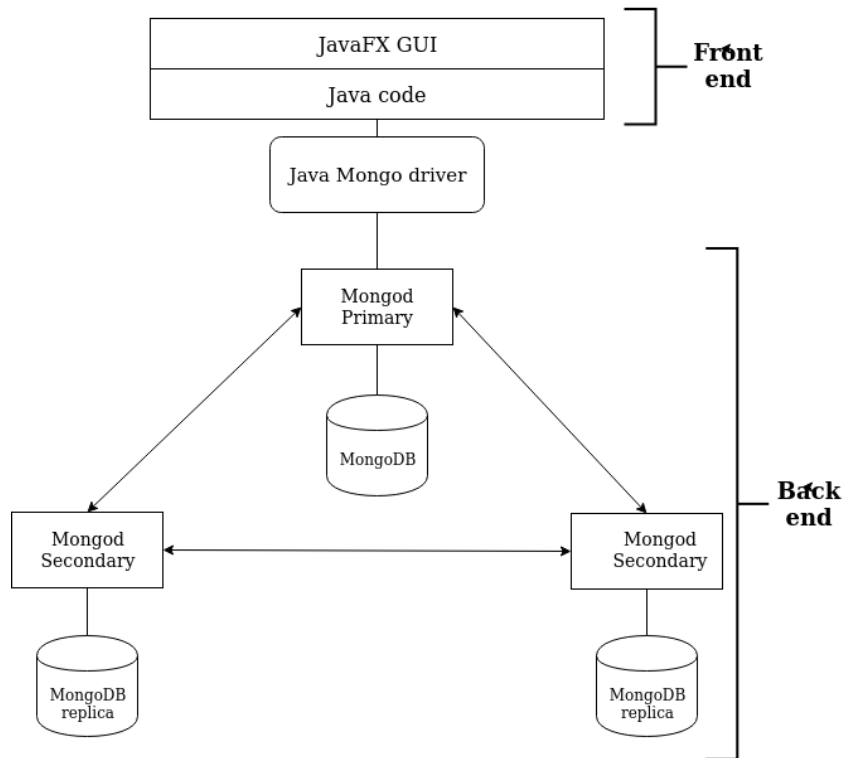 JavaFX GUI
Java code
Front
end
Java Mongo driver
Mongod
Primary
MongoDB
Back
end
Mongod
Secondary
Mongod
Secondary
MongoDB
replica
MongoDB
replica